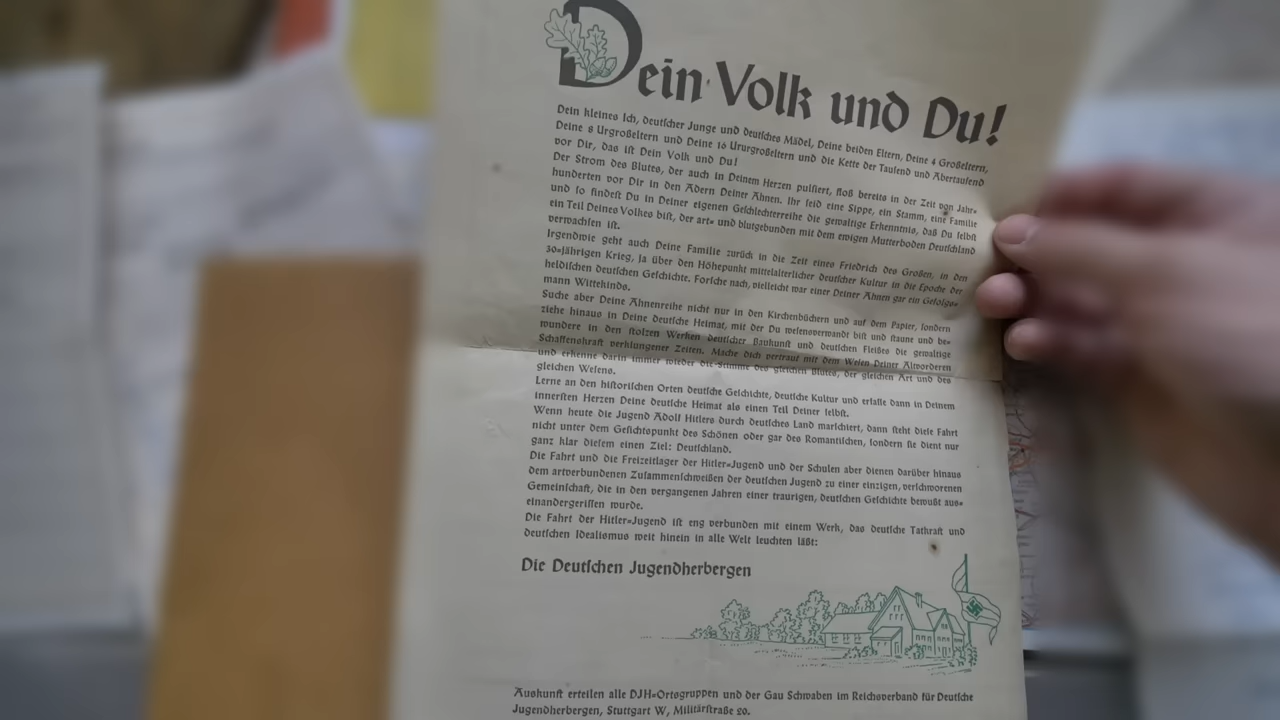 Dein Volk und Du!
Dein kleines Ich, deutscher Junge und deutsches Mädel, Deine beiden Eltern, Deine 4 Großeltern,
Deine 8 Urgroßeltern und Deine 16 Ururgroßeltern und die Kette der Tausend und Abertausend
vor Dir, das ist Dein Volk und Du!
Der Strom des Blutes, der auch in Deinem Herzen pulsiert, floß bereits in der Zeit von Jahr-
hunderten vor Dir in den Adern Deiner Ahnen. Ihr seid eine Sippe, ein Stamm, eine Familie
und so findest Du in Deiner eigenen Geschlechterreihe die gewaltige Erkenntnis, daß Du selbst
ein Teil Deines Volkes bist, der art- und blutgebunden mit dem ewigen Mutterboden Deutschland
verwachsen ist.
Irgendwie geht auch Deine Familie zurück in die Zeit eines Friedrich des Großen, in den
30-jährigen Krieg, ja über den Höhepunkt mittelalterlicher deutscher Kultur in die Epoche der
heldischen deutschen Geschichte. Forsche nach, vielleicht war einer Deiner Ahnen gar ein Gefolgs-
mann Wittekinds.
Suche aber Deine Ahnenreihe nicht nur in den Kirchenbüchern und auf dem Papier, sondern
ziehe hinaus in Deine deutsche Heimat, mit der Du wesensverwandt bist und staune und be-
wundere in den stolzen Werken deutscher Baukunst und deutschen Fleißes die gewaltige
Schaffenskraft verklungener Zeiten. Mache dich vertraut mit dem Wesen Deiner Altvorderen
und erkenne darin immer wieder die Stimme des gleichen Blutes, der gleichen Art und des
gleichen Wesens.
Lerne an den historischen Orten deutsche Geschichte, deutsche Kultur und erfasse dann in Deinem
innersten Herzen Deine deutsche Heimat als einen Teil Deiner selbst.
Wenn heute die Jugend Adolf Hitlers durch deutsches Land marschiert, dann steht diese Fahrt
nicht unter dem Gesichtspunkt des Schönen oder gar des Romantischen, sondern sie dient nur
ganz klar diesem einen Ziel: Deutschland.
Die Fahrt und die Freizeitlager der Hitler-Jugend und der Schulen aber dienen darüber hinaus
dem artverbundenen Zusammenschweißen der deutschen Jugend zu einer einzigen, verschworenen
Gemeinschaft, die in den vergangenen Jahren einer traurigen, deutschen Geschichte bewußt aus-
einandergerissen wurde.
Die Fahrt der Hitler-Jugend ist eng verbunden mit einem Werk, das deutsche Tatkraft und
deutschen Idealismus weit hinein in alle Welt leuchten läßt:
Die Deutschen Jugendherbergen
Auskunft erteilen alle DJH-Ortsgruppen und der Gau Schwaben im Reichsverband für Deutsche
Jugendherbergen, Stuttgart W, Militärstraße 20.